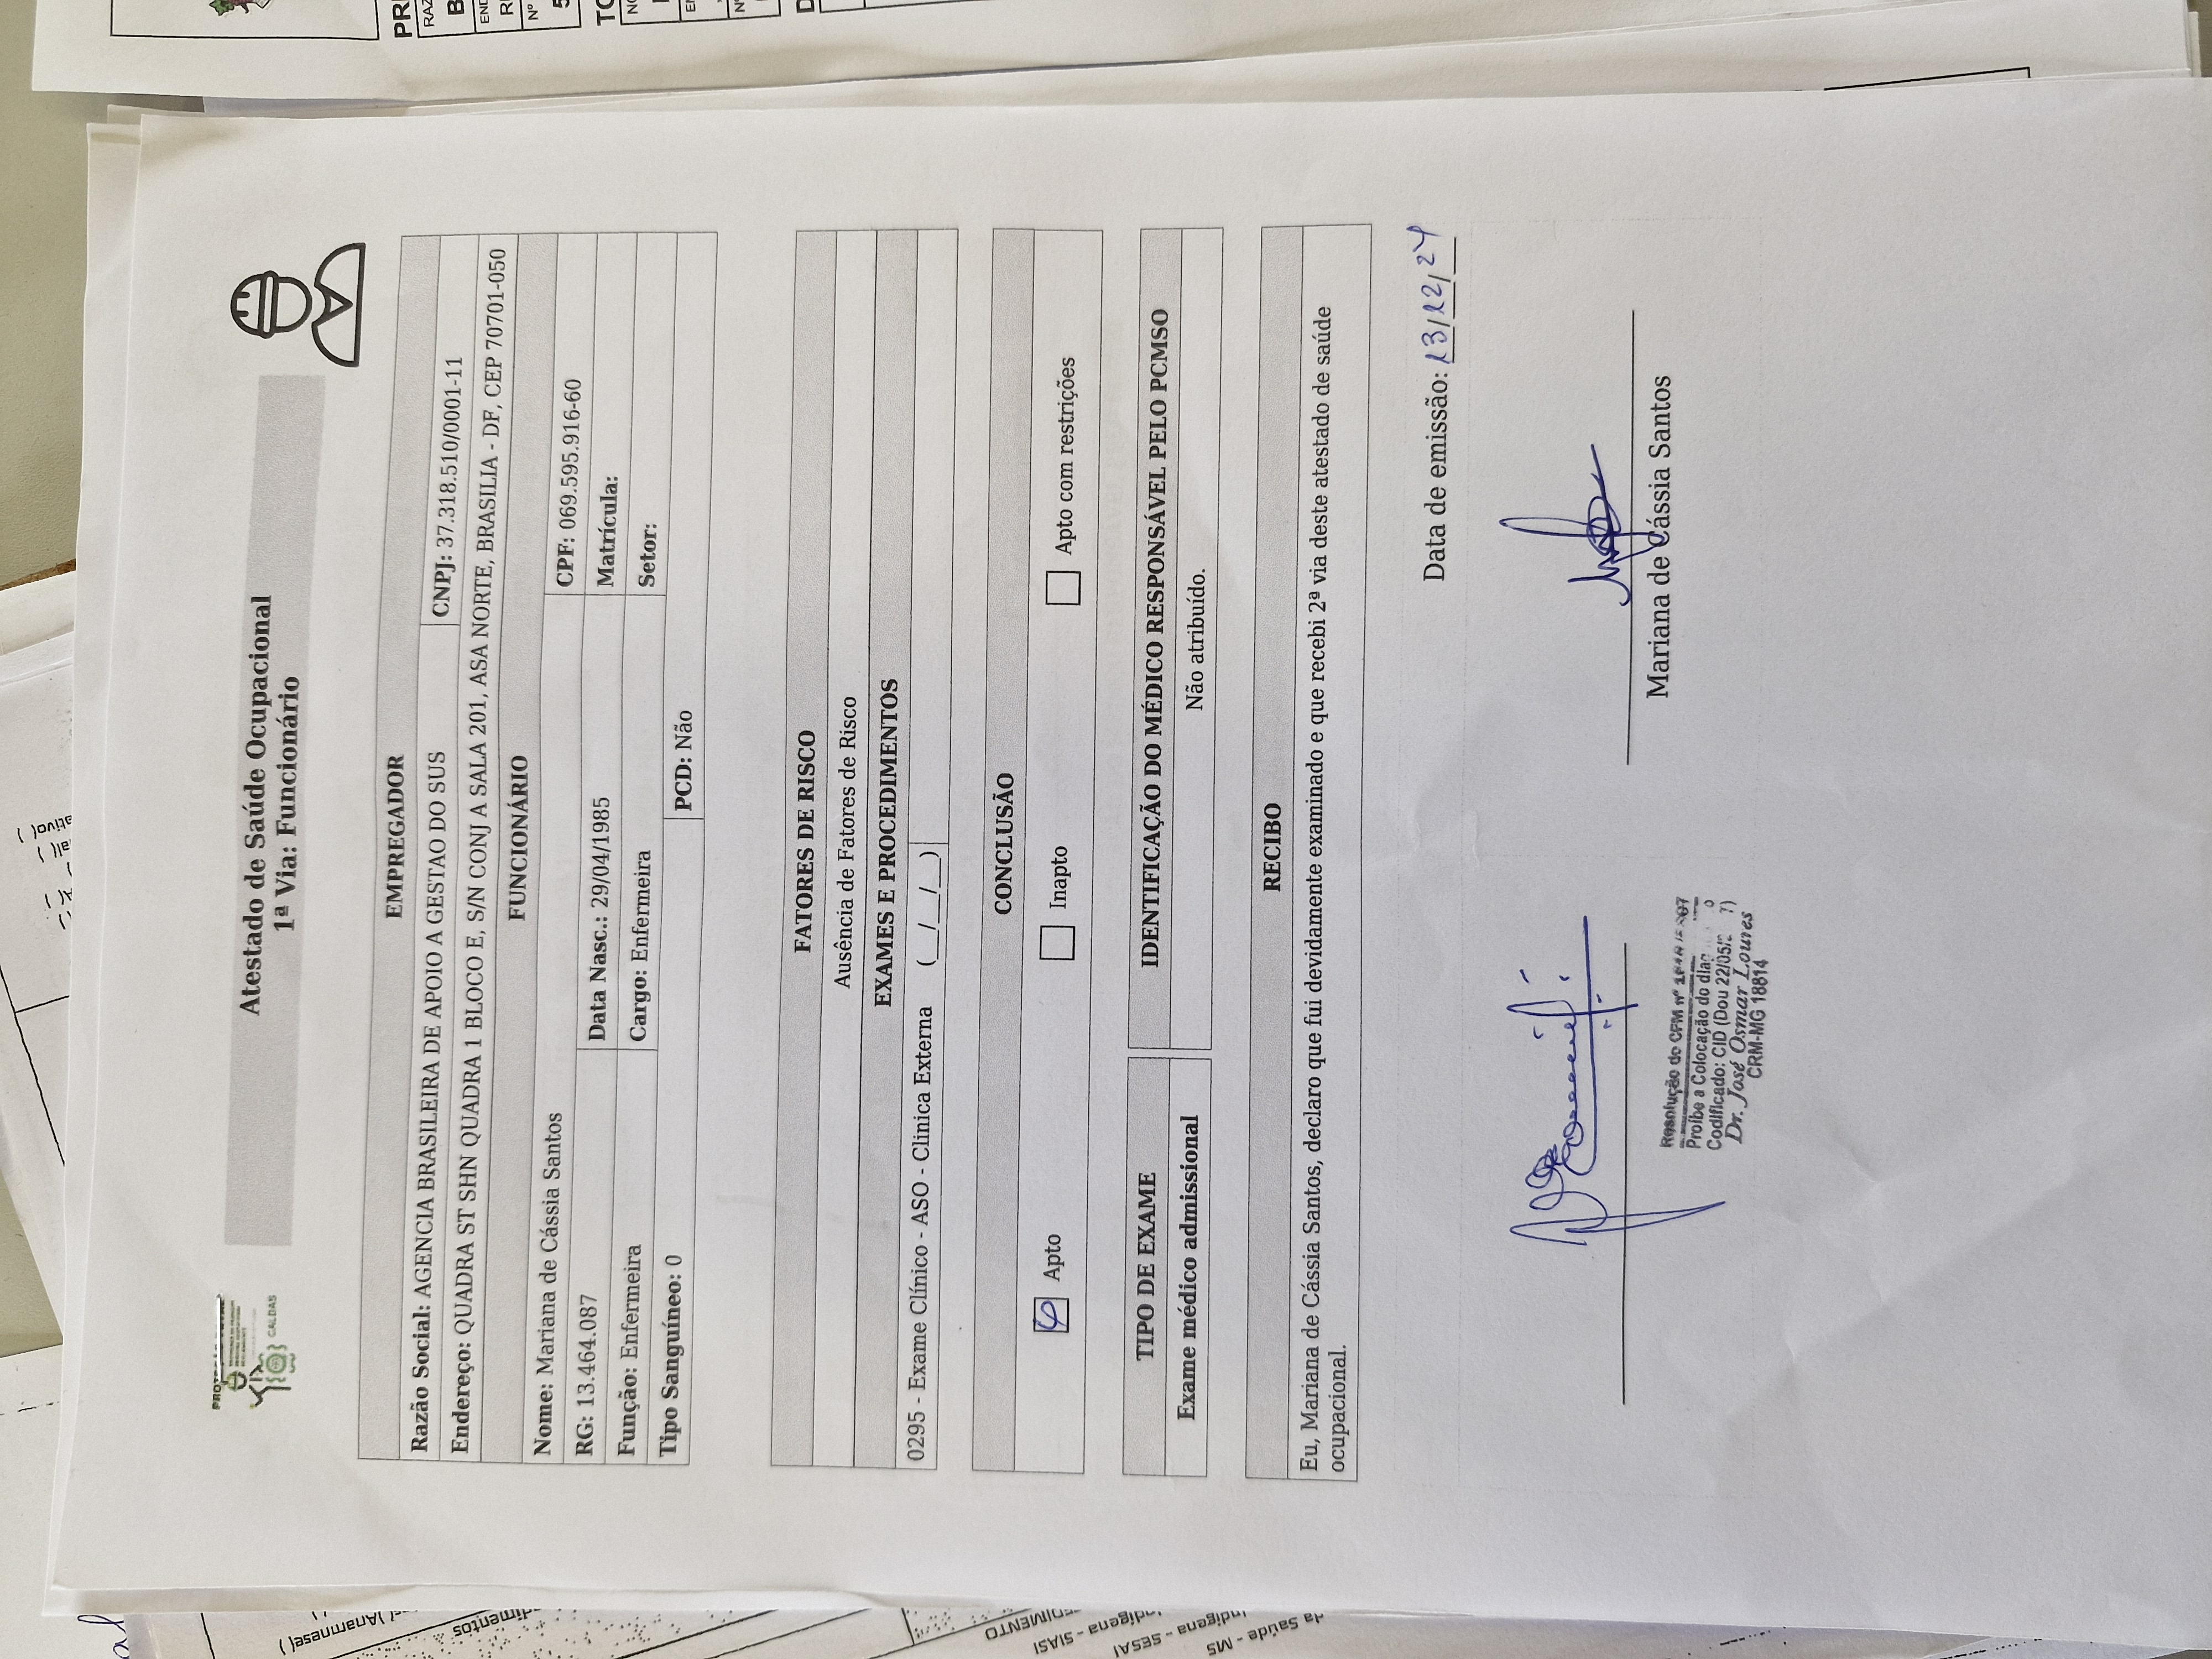 CALDAS
Atestado de Saúde Ocupacional
1ª Via: Funcionário
EMPREGADOR
Razão Social: AGENCIA BRASILEIRA DE APOIO A GESTAO DO SUS
CNPJ: 37.318.510/0001-11
Endereço: QUADRA ST SHN QUADRA 1 BLOCO E, S/N CONJ A SALA 201, ASA NORTE, BRASILIA - DF, CEP 70701-050
FUNCIONÁRIO
Nome: Mariana de Cássia Santos
CPF: 069.595.916-60
RG: 13.464.087
Data Nasc.: 29/04/1985
Matrícula:
Função: Enfermeira
Cargo: Enfermeira
Setor:
Tipo Sanguíneo: 0
PCD: Não
FATORES DE RISCO
Ausência de Fatores de Risco
EXAMES E PROCEDIMENTOS
0295 - Exame Clínico - ASO - Clinica Externa (__/__/__)
CONCLUSÃO
Apto
Inapto
Apto com restrições
TIPO DE EXAME
IDENTIFICAÇÃO DO MÉDICO RESPONSÁVEL PELO PCMSO
Exame médico admissional
Não atribuído.
RECIBO
Eu, Mariana de Cássia Santos, declaro que fui devidamente examinado e que recebi 2ª via deste atestado de saúde
ocupacional.
Data de emissão: 13/12/24
Mariana de Cássia Santos
Resolução do CFM nº
Proíbe a Colocação do
Codificado: CID (Dou 22/05/
Dr. José Osmar Loures
CRM-MG 18814